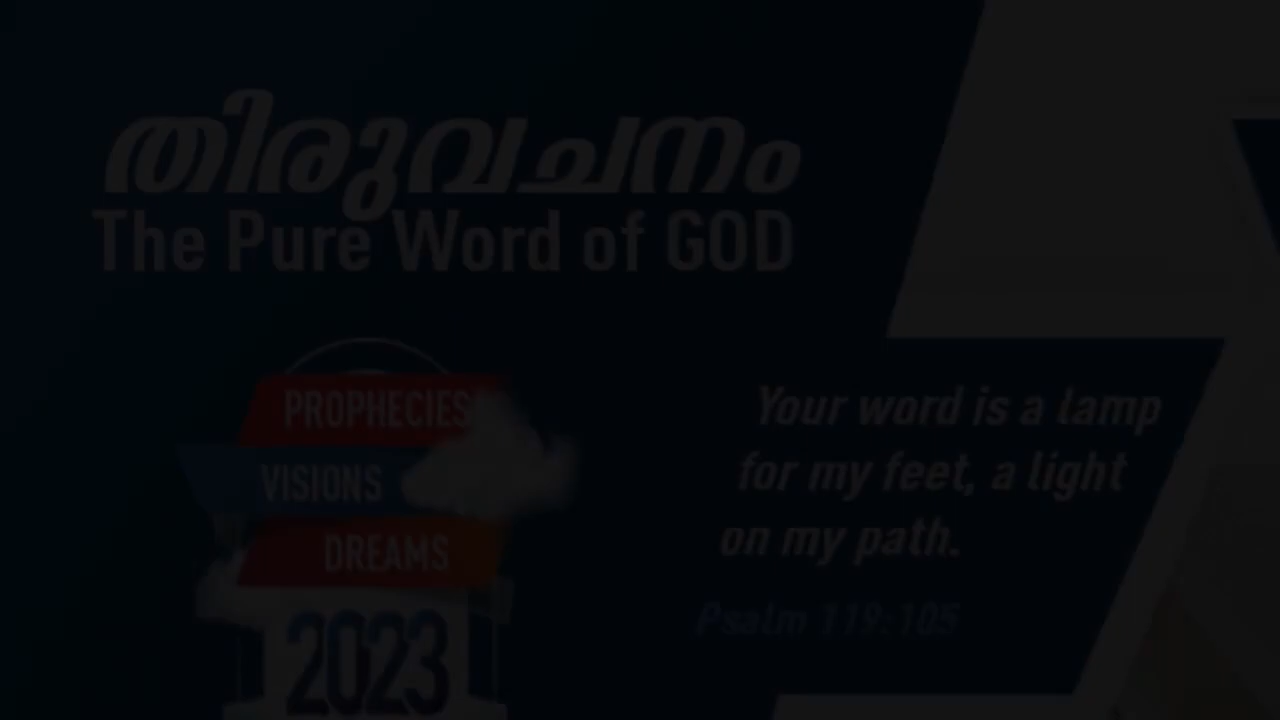 തിരുവചനം
The Pure Word of GOD
PROPHECIES
VISIONS
DREAMS
2023
Your word is a lamp
for my feet, a light
on my path.
Psalm 119:105